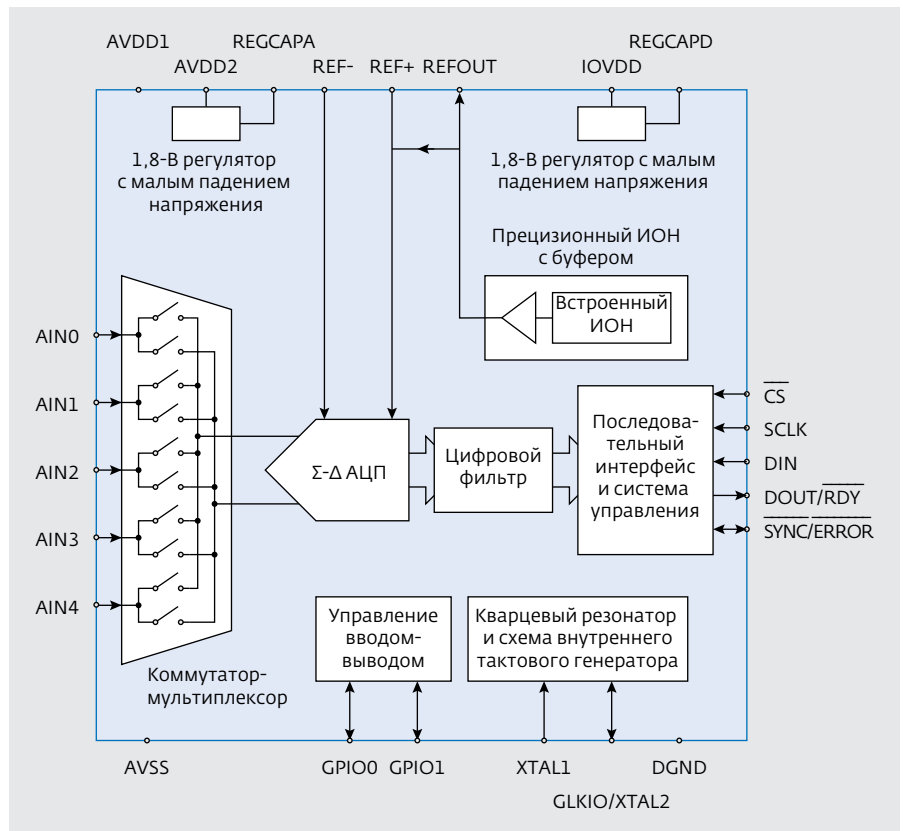 AVDD1
REGCAPA
REGCAPD
AVDD2
REF-
REF+
REFOUT
IOVDD
1,8-В регулятор
с малым падением
напряжения
1,8-В регулятор с малым
падением напряжения
Прецизионный ИОН
с буфером
Встроенный
ИОН
AIN0
AIN1
AIN2
AIN3
AIN4
Σ-Δ АЦП
Цифровой
фильтр
Последова-
тельный
интерфейс
и система
управления
CS
SCLK
DIN
DOUT/RDY
SYNC/ERROR
Управление
вводом-
выводом
Кварцевый резонатор
и схема внутреннего
тактового генератора
Коммутатор-
мультиплексор
AVSS
GPIO0
GPIO1
XTAL1
DGND
GLKIO/XTAL2